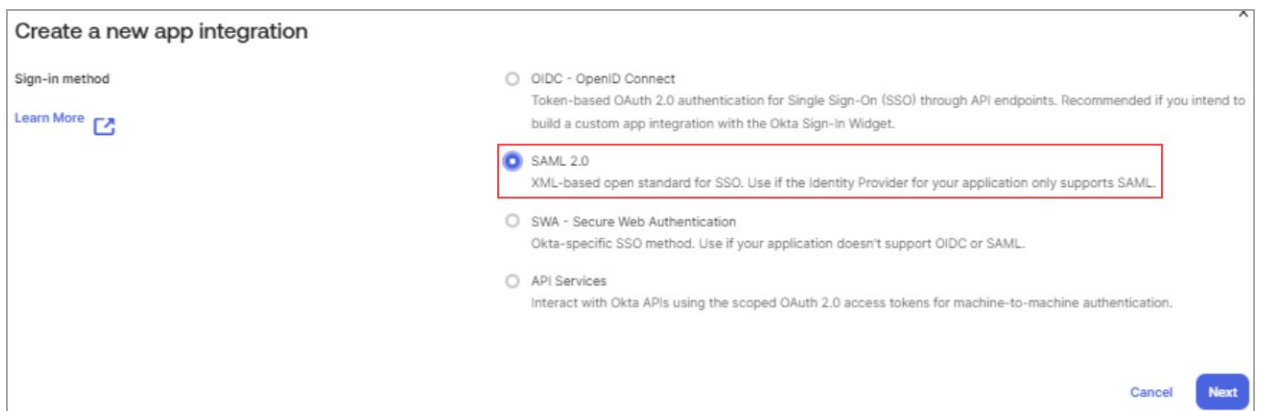 Create a new app integration
Sign-in method
Learn More
OIDC - OpenID Connect
Token-based OAuth 2.0 authentication for Single Sign-On (SSO) through API endpoints. Recommended if you intend to
build a custom app integration with the Okta Sign-In Widget.
SAML 2.0
XML-based open standard for SSO. Use if the Identity Provider for your application only supports SAML.
SWA - Secure Web Authentication
Okta-specific SSO method. Use if your application doesn't support OIDC or SAML.
API Services
Interact with Okta APIs using the scoped OAuth 2.0 access tokens for machine-to-machine authentication.
Cancel
Next